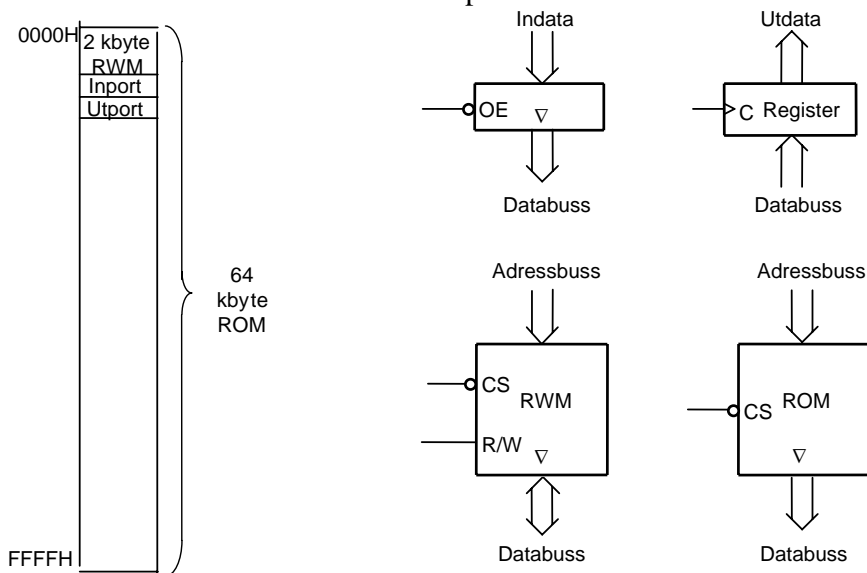 0000H
2 kbyte
RWM
Inport
Utport
64
kbyte
ROM
FFFFH
Indata
OE
∇
Databuss
Utdata
C Register
Databuss
Adressbuss
CS
RWM
R/W
∇
Databuss
Adressbuss
CS
ROM
∇
Databuss